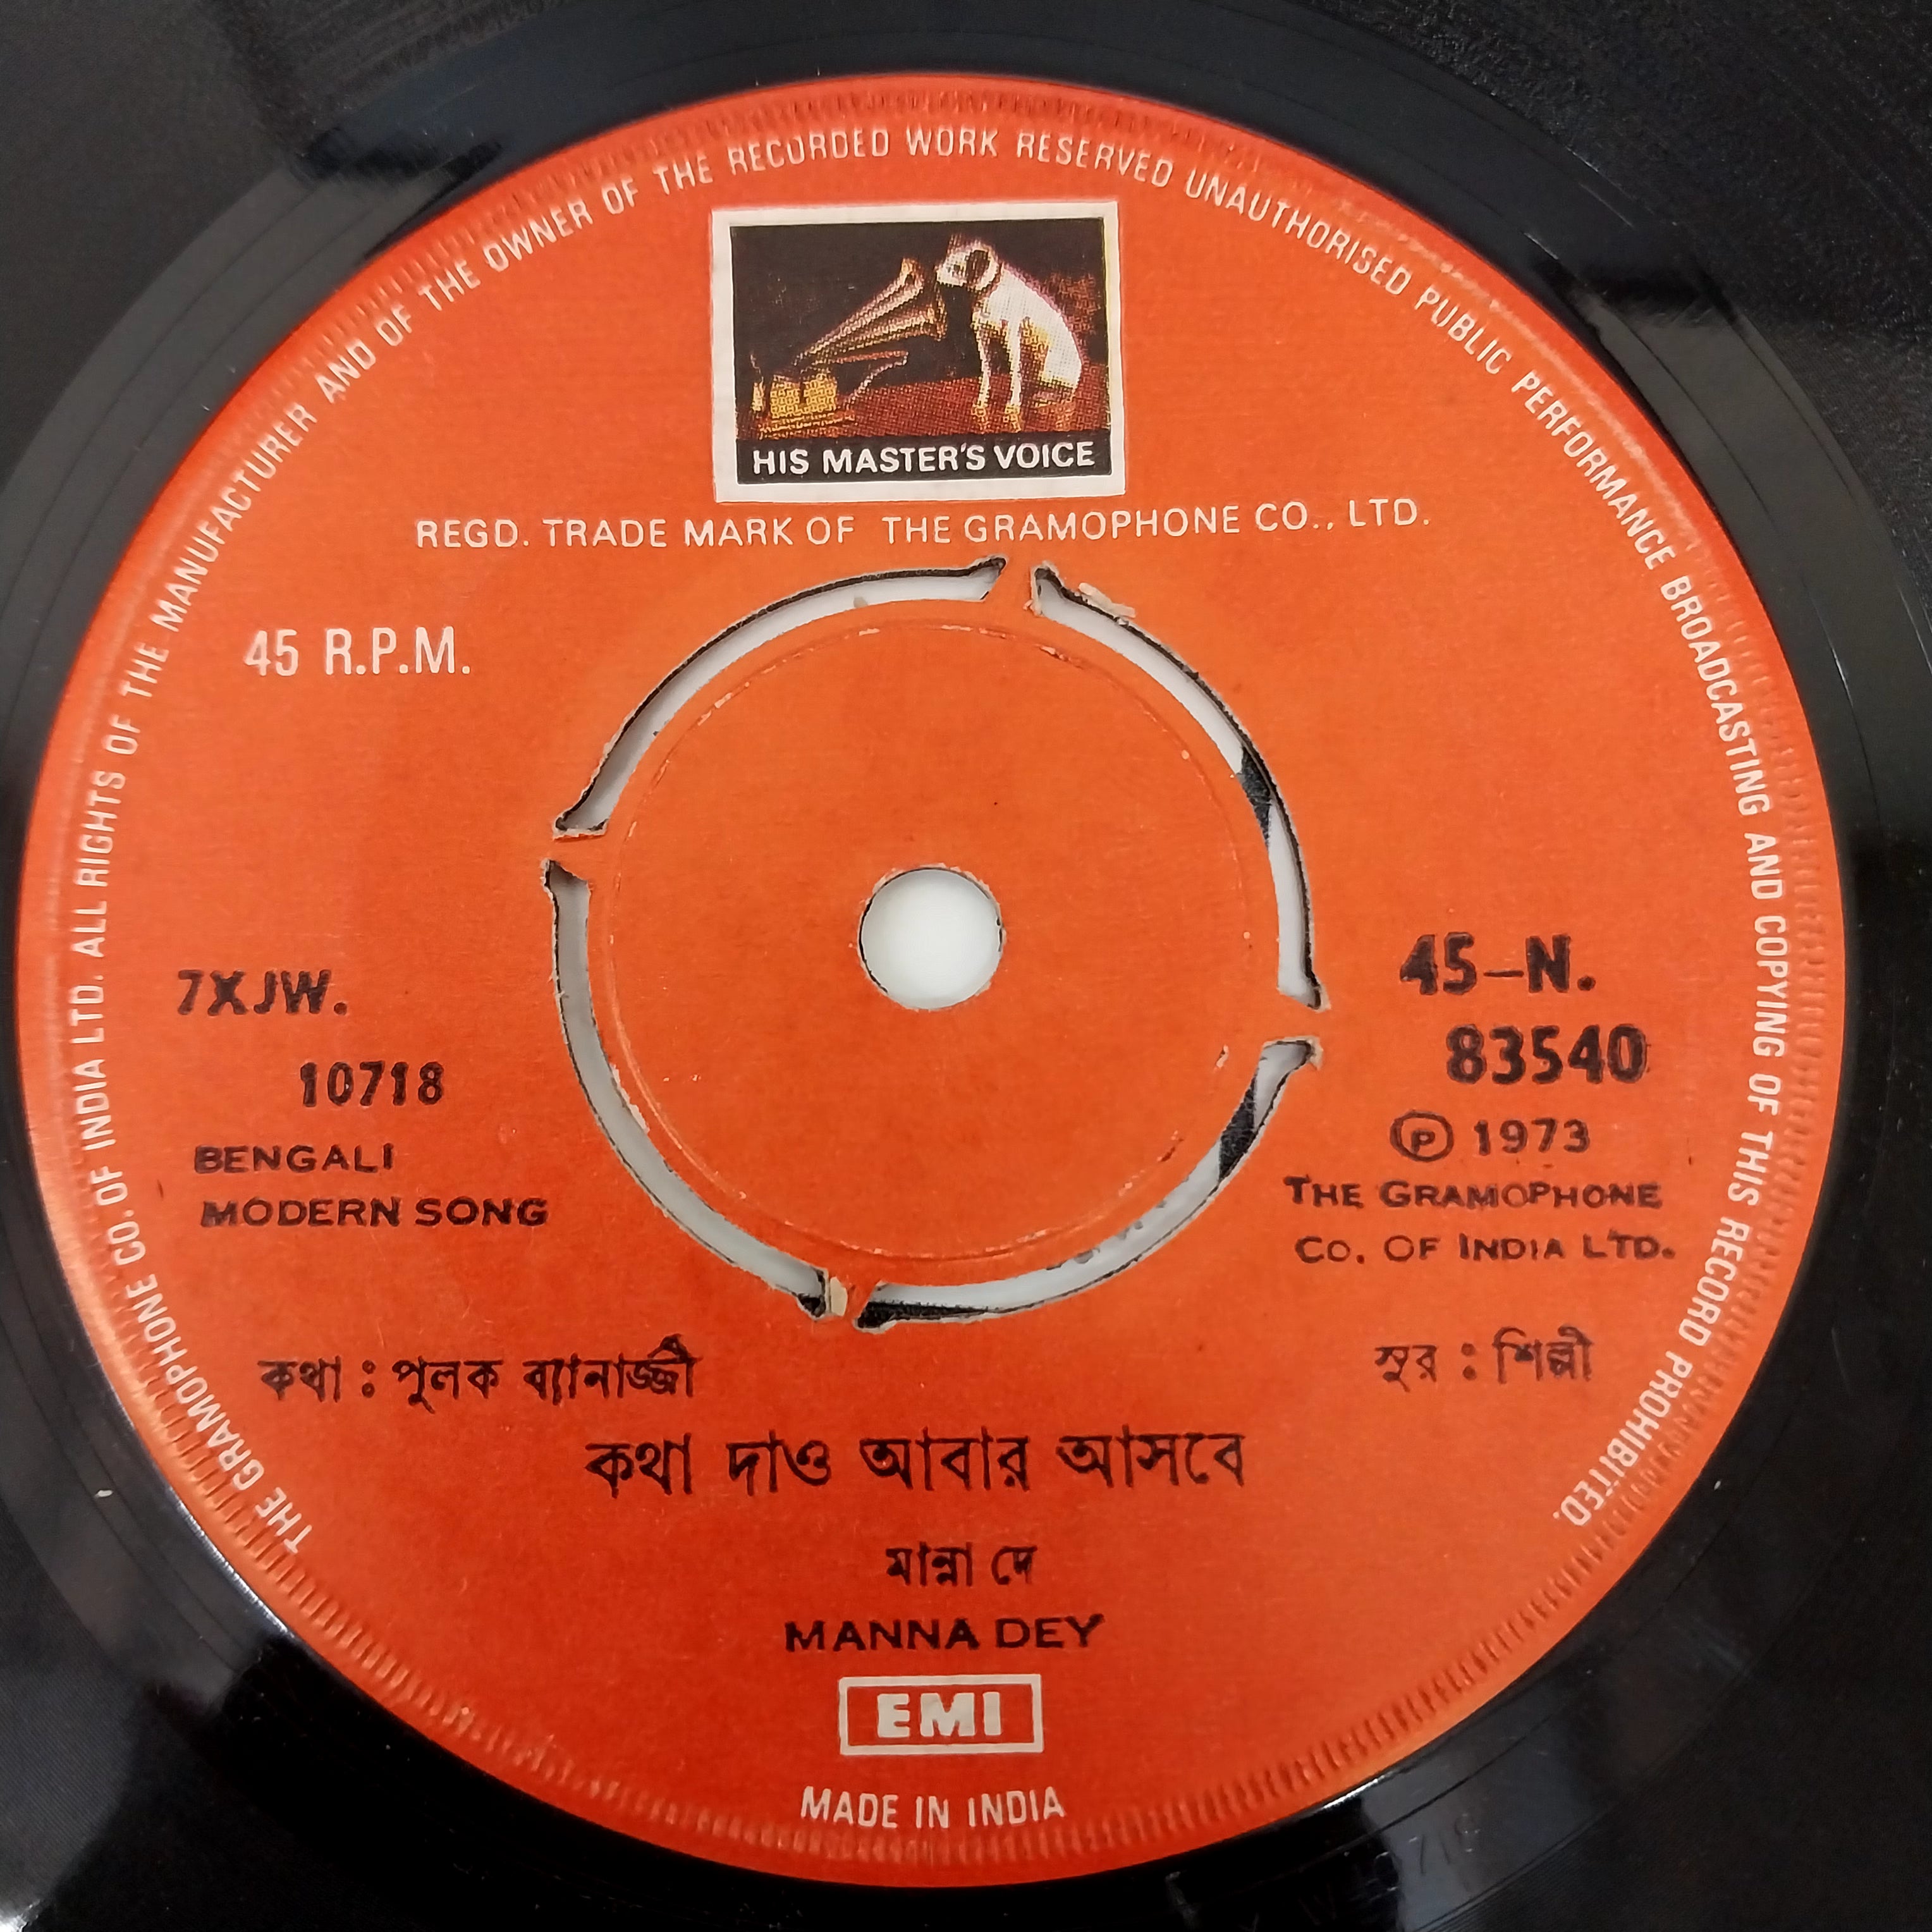 THE GRAMOPHONE CO. OF INDIA LTD. ALL RIGHTS OF THE MANUFACTURER AND OF THE OWNER OF THE RECORDED WORK RESERVED UNAUTHORISED PUBLIC PERFORMANCE BROADCASTING AND COPYING OF THIS RECORD PROHIBITED.
HIS MASTER'S VOICE
REGD. TRADE MARK OF THE GRAMOPHONE CO., LTD.
45 R.P.M.
7XJW.
10718
BENGALI
MODERN SONG
45-N.
83540
Ⓟ 1973
THE GRAMOPHONE
CO. OF INDIA LTD.
কথা : পুলক ব্যানার্জ্জী
সুর : শিল্পী
কথা দাও আবার আসবে
মান্না দে
MANNA DEY
EMI
MADE IN INDIA